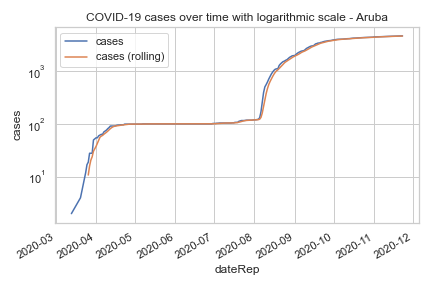 COVID-19 cases over time with logarithmic scale - Aruba
cases
cases (rolling)
10³
10²
10¹
cases
2020-03
2020-04
2020-05
2020-06
2020-07
2020-08
2020-09
2020-10
2020-11
2020-12
dateRep